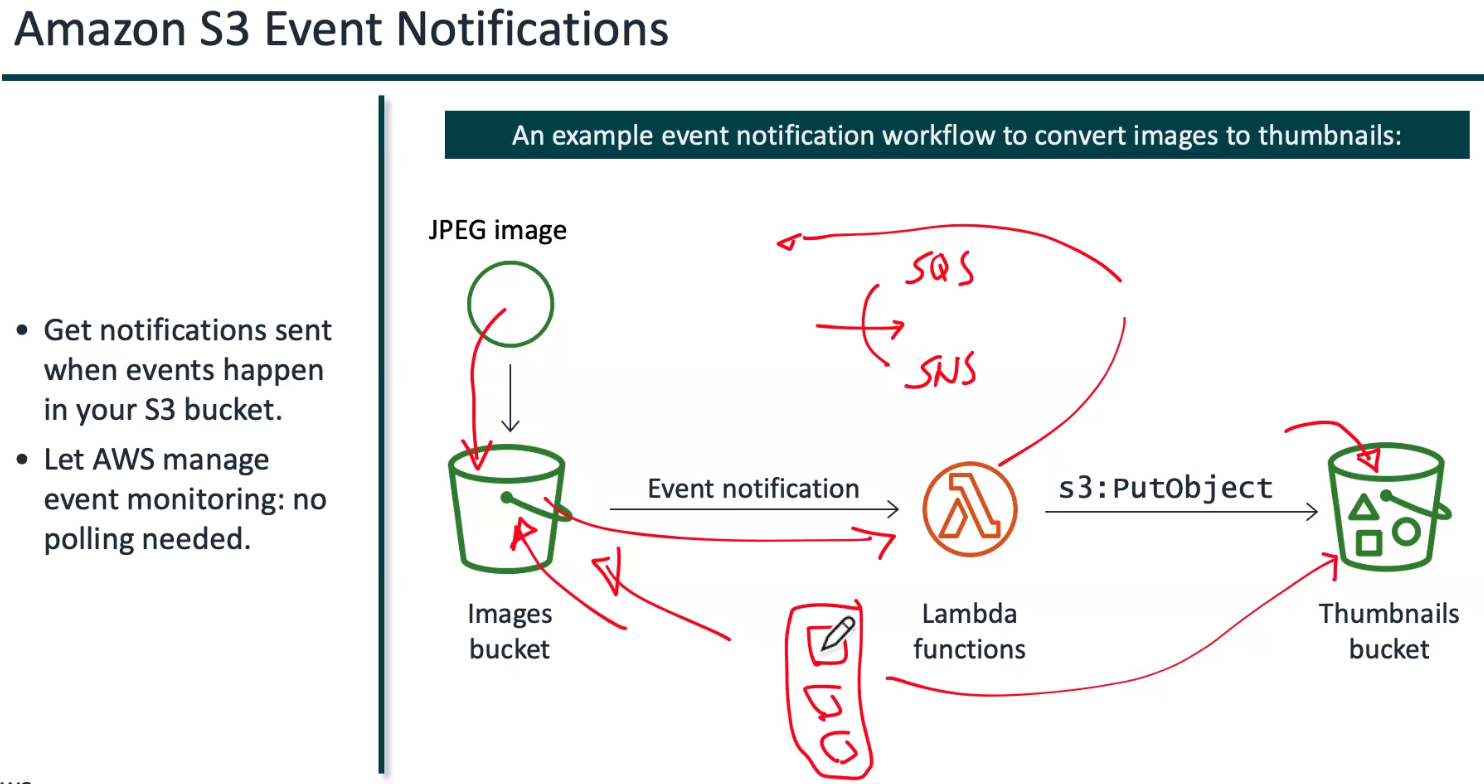 Amazon S3 Event Notifications
An example event notification workflow to convert images to thumbnails:
• Get notifications sent
when events happen
in your S3 bucket.
• Let AWS manage
event monitoring: no
polling needed.
JPEG image
SQS
SNS
Event notification
s3:PutObject
Images
bucket
Lambda
functions
Thumbnails
bucket